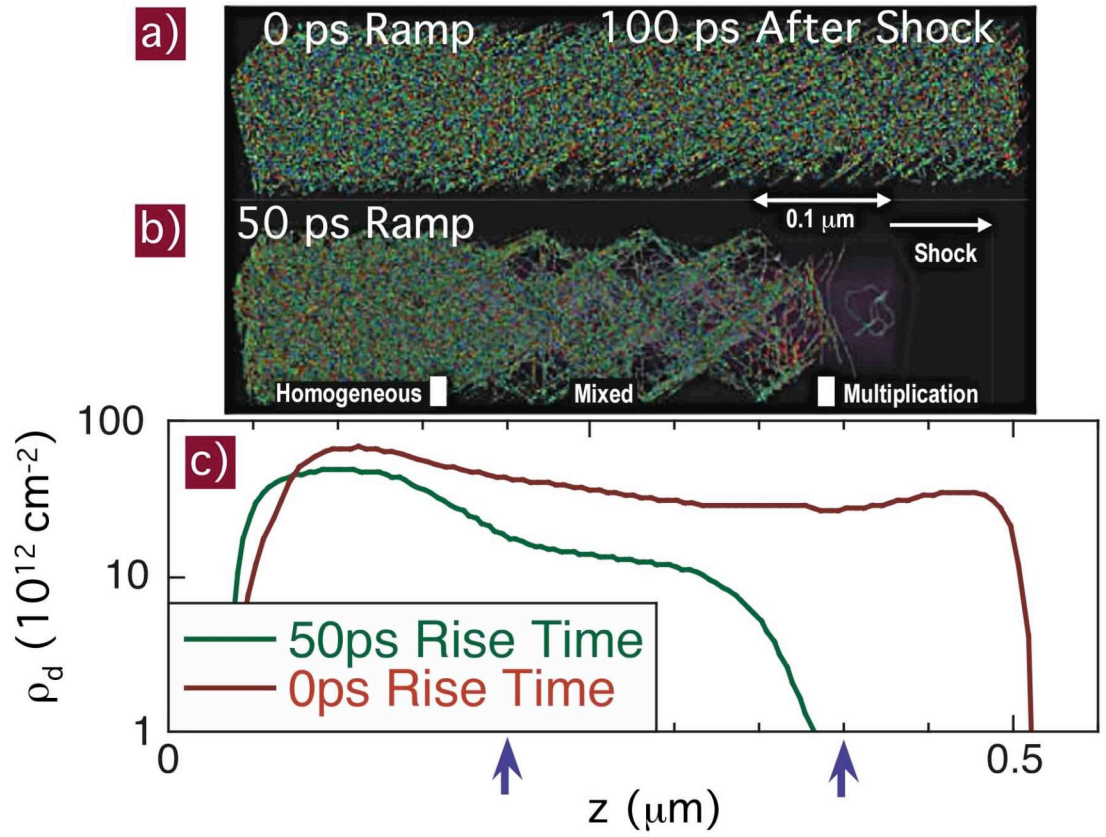 a)
0 ps Ramp
100 ps After Shock
b)
50 ps Ramp
0.1 μm
Shock
Homogeneous
Mixed
Multiplication
c)
100
10
1
ρd (10¹² cm⁻²)
50ps Rise Time
0ps Rise Time
0
0.5
z (μm)